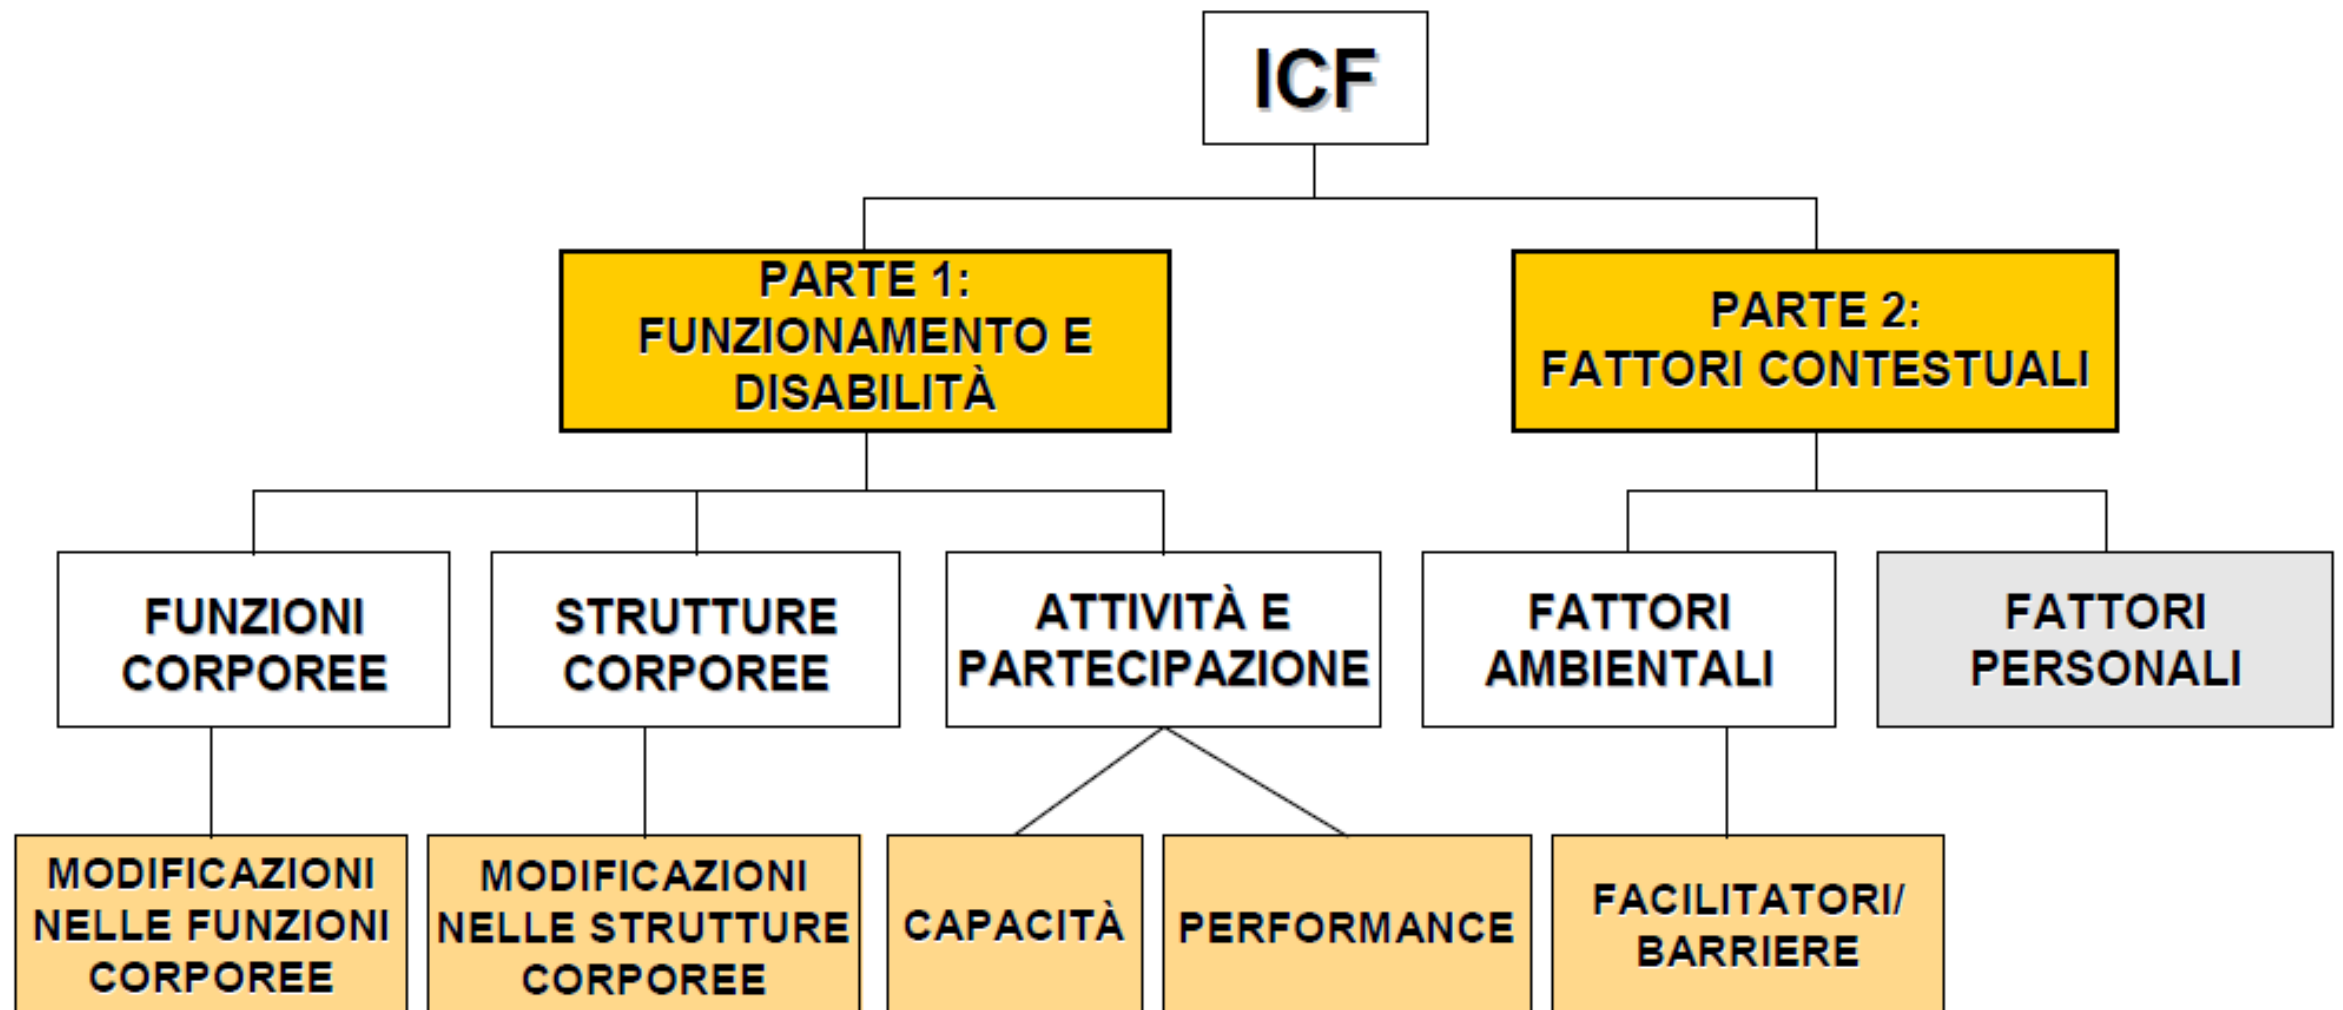 ICF
PARTE 1:
FUNZIONAMENTO E
DISABILITÀ
PARTE 2:
FATTORI CONTESTUALI
FUNZIONI
CORPOREE
STRUTTURE
CORPOREE
ATTIVITÀ E
PARTECIPAZIONE
FATTORI
AMBIENTALI
FATTORI
PERSONALI
MODIFICAZIONI
NELLE FUNZIONI
CORPOREE
MODIFICAZIONI
NELLE STRUTTURE
CORPOREE
CAPACITÀ
PERFORMANCE
FACILITATORI/
BARRIERE